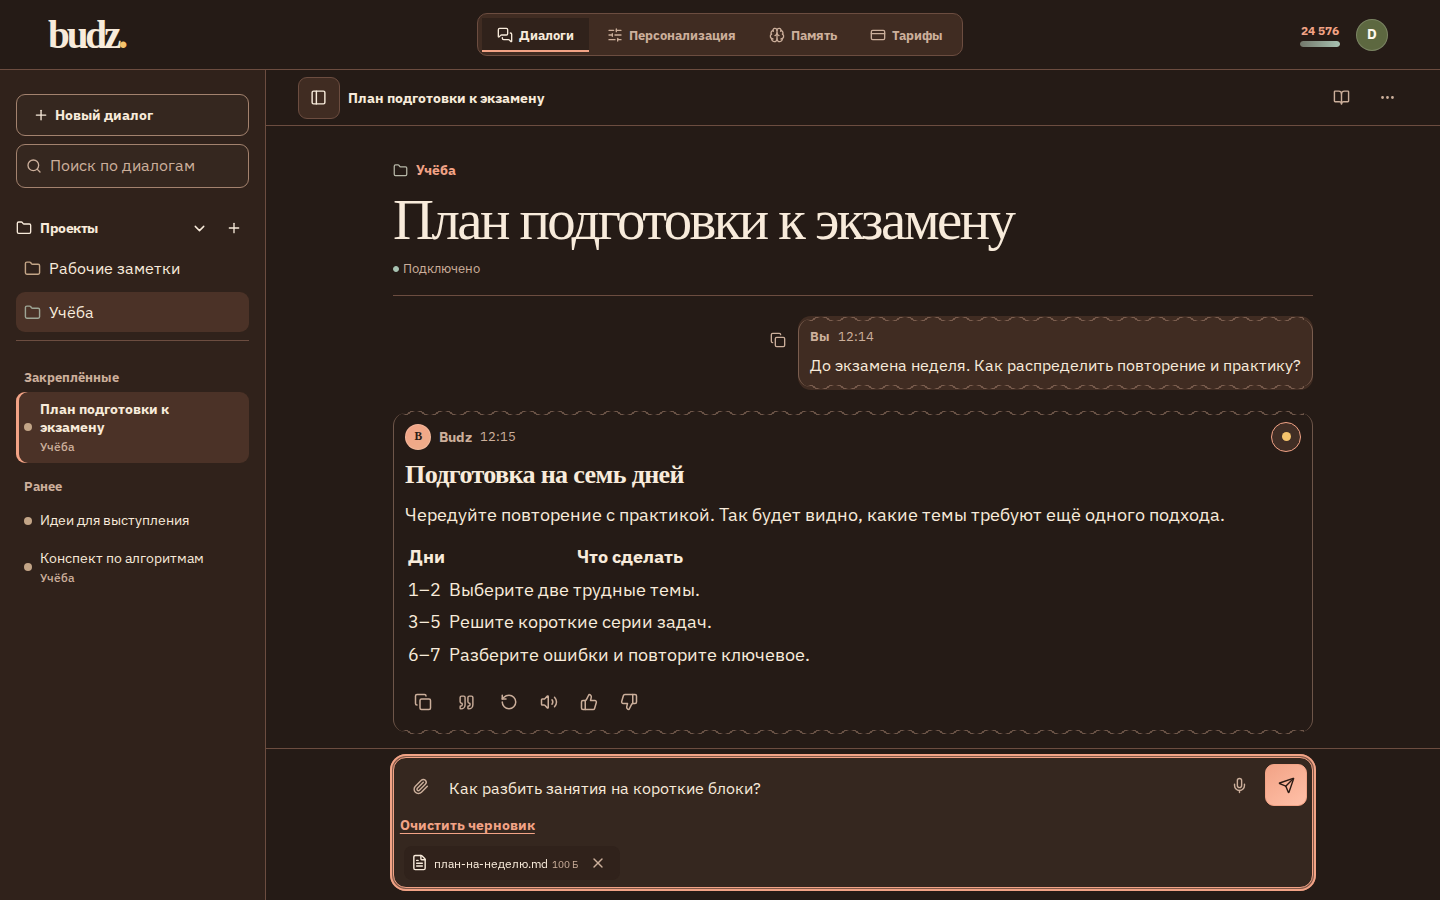 budz.
Диалоги
Персонализация
Память
Тарифы
24 576
D
Новый диалог
Поиск по диалогам
Проекты
Рабочие заметки
Учёба
Закреплённые
План подготовки к
экзамену
Учёба
Ранее
Идеи для выступления
Конспект по алгоритмам
Учёба
План подготовки к экзамену
Учёба
План подготовки к экзамену
Подключено
Вы 12:14
До экзамена неделя. Как распределить повторение и практику?
B Budz 12:15
Подготовка на семь дней
Чередуйте повторение с практикой. Так будет видно, какие темы требуют ещё одного подхода.
Дни Что сделать
1–2 Выберите две трудные темы.
3–5 Решите короткие серии задач.
6–7 Разберите ошибки и повторите ключевое.
Как разбить занятия на короткие блоки?
Очистить черновик
план-на-неделю.md 100 Б